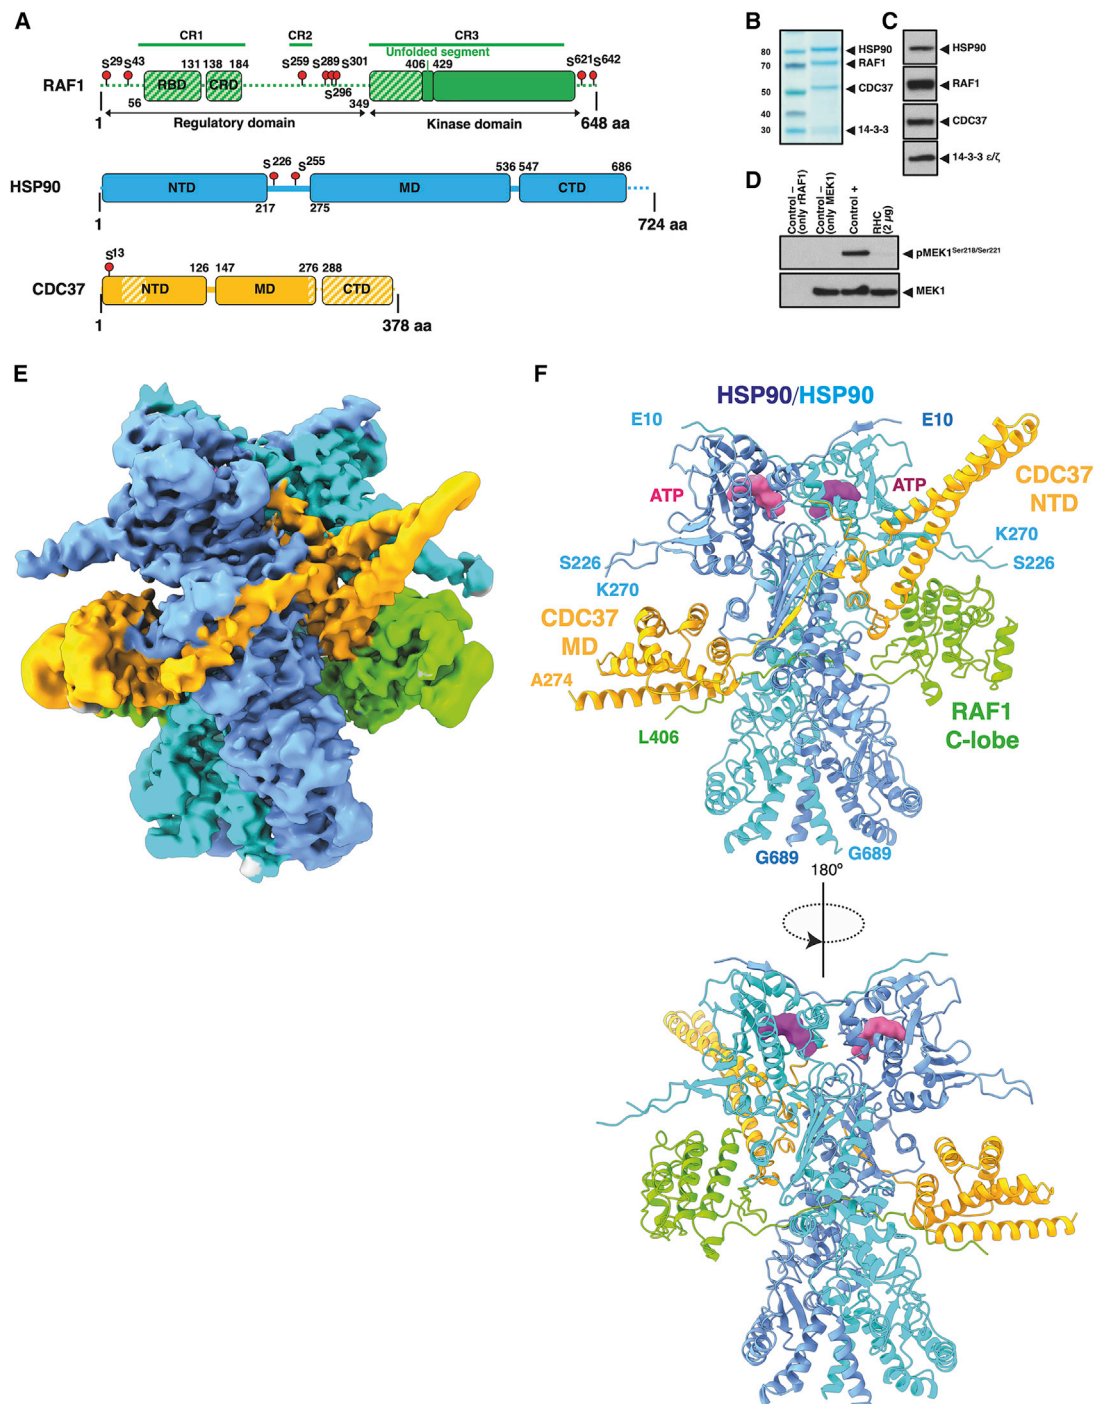 A
CR1
CR2
CR3
Unfolded segment
S29
S43
131
138
184
S259
S289
S301
406
429
S621
S642
RAF1
RBD
CRD
56
S296
349
1
Regulatory domain
Kinase domain
648 aa
HSP90
S226
S255
536
547
686
NTD
MD
CTD
217
275
1
724 aa
CDC37
S13
126
147
276
288
NTD
MD
CTD
1
378 aa
B
80
70
50
40
30
HSP90
RAF1
CDC37
14-3-3
C
HSP90
RAF1
CDC37
14-3-3 ε/ζ
D
Control –
(only rRAF1)
Control –
(only MEK1)
Control +
RHC
(2 µg)
pMEK1Ser218/Ser221
MEK1
E
F
HSP90/HSP90
E10
E10
ATP
ATP
CDC37
NTD
K270
S226
S226
K270
CDC37
MD
A274
L406
RAF1
C-lobe
G689
G689
180°